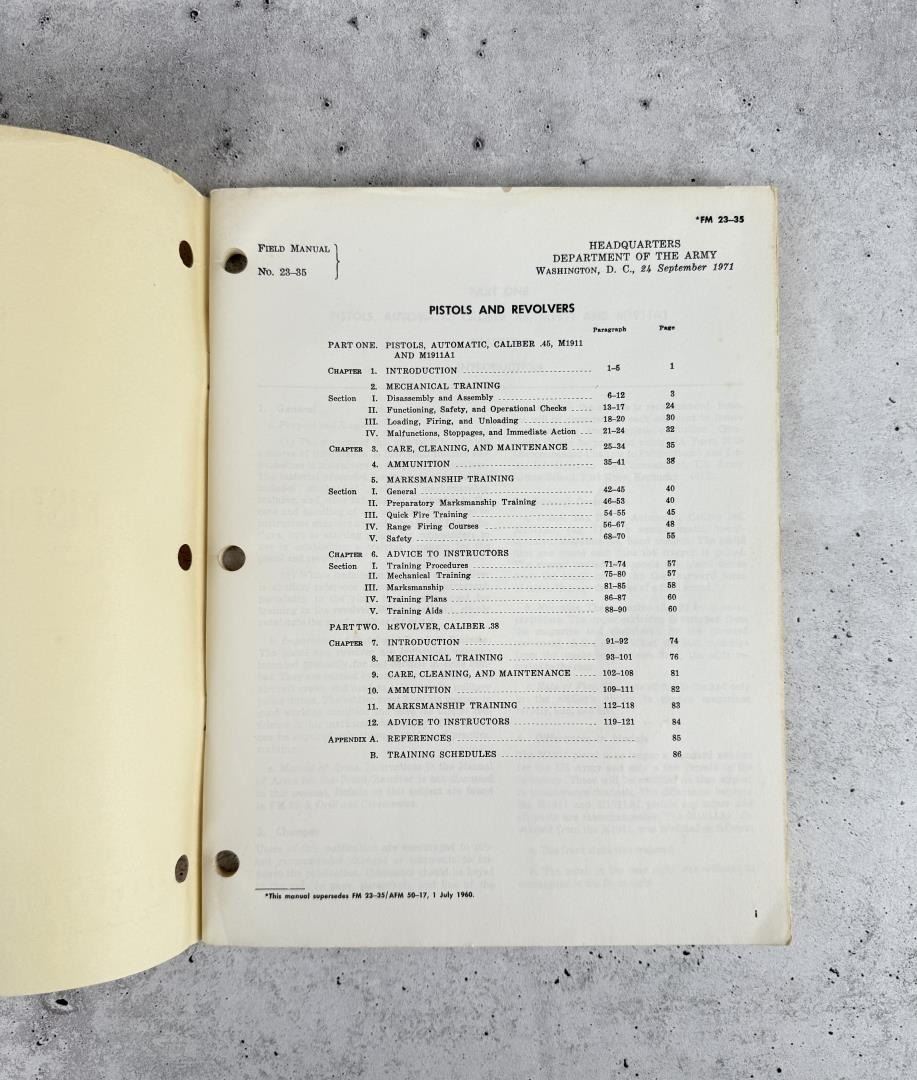 *FM 23–35
FIELD MANUAL
No. 23–35
HEADQUARTERS
DEPARTMENT OF THE ARMY
WASHINGTON, D. C., 24 September 1971
PISTOLS AND REVOLVERS
Paragraph Page
PART ONE. PISTOLS, AUTOMATIC, CALIBER .45, M1911
AND M1911A1
CHAPTER 1. INTRODUCTION 1–5 1
2. MECHANICAL TRAINING
Section I. Disassembly and Assembly 6–12 3
II. Functioning, Safety, and Operational Checks 13–17 24
III. Loading, Firing, and Unloading 18–20 30
IV. Malfunctions, Stoppages, and Immediate Action 21–24 32
CHAPTER 3. CARE, CLEANING, AND MAINTENANCE 25–34 35
4. AMMUNITION 35–41 38
5. MARKSMANSHIP TRAINING
Section I. General 42–45 40
II. Preparatory Marksmanship Training 46–53 40
III. Quick Fire Training 54–55 45
IV. Range Firing Courses 56–67 48
V. Safety 68–70 55
CHAPTER 6. ADVICE TO INSTRUCTORS
Section I. Training Procedures 71–74 57
II. Mechanical Training 75–80 57
III. Marksmanship 81–85 58
IV. Training Plans 86–87 60
V. Training Aids 88–90 60
PART TWO. REVOLVER, CALIBER .38
CHAPTER 7. INTRODUCTION 91–92 74
8. MECHANICAL TRAINING 93–101 76
9. CARE, CLEANING, AND MAINTENANCE 102–108 81
10. AMMUNITION 109–111 82
11. MARKSMANSHIP TRAINING 112–118 83
12. ADVICE TO INSTRUCTORS 119–121 84
APPENDIX A. REFERENCES 85
B. TRAINING SCHEDULES 86
*This manual supersedes FM 23–35/AFM 50–17, 1 July 1960.
i